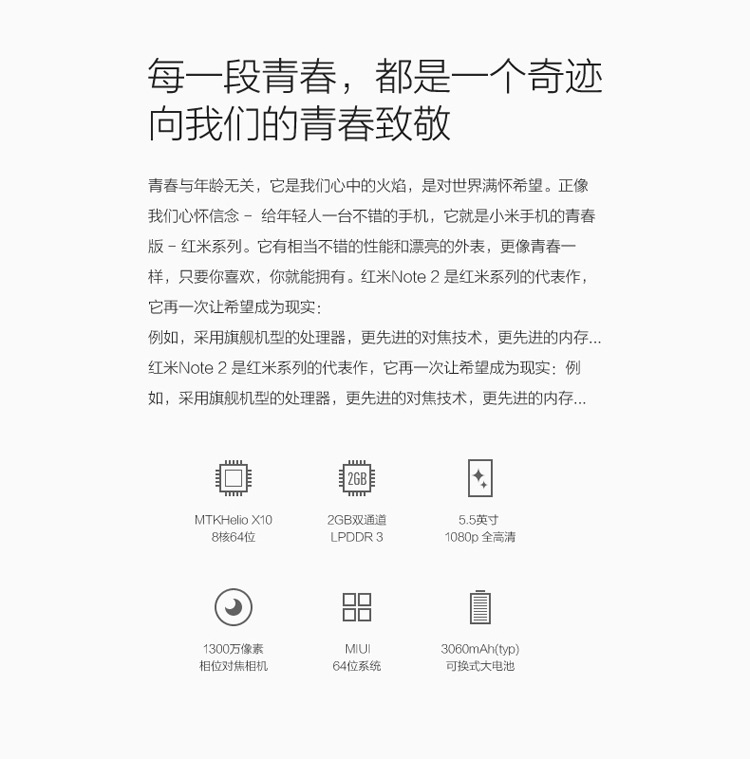 每一段青春，都是一个奇迹
向我们的青春致敬
青春与年龄无关，它是我们心中的火焰，是对世界满怀希望。正像
我们心怀信念 - 给年轻人一台不错的手机，它就是小米手机的青春
版 - 红米系列。它有相当不错的性能和漂亮的外表，更像青春一
样，只要你喜欢，你就能拥有。红米Note 2 是红米系列的代表作，
它再一次让希望成为现实：
例如，采用旗舰机型的处理器，更先进的对焦技术，更先进的内存...
红米Note 2 是红米系列的代表作，它再一次让希望成为现实：例
如，采用旗舰机型的处理器，更先进的对焦技术，更先进的内存...
2GB
MTKHelio X10
8核64位
2GB双通道
LPDDR 3
5.5英寸
1080p 全高清
1300万像素
相位对焦相机
MIUI
64位系统
3060mAh(typ)
可换式大电池